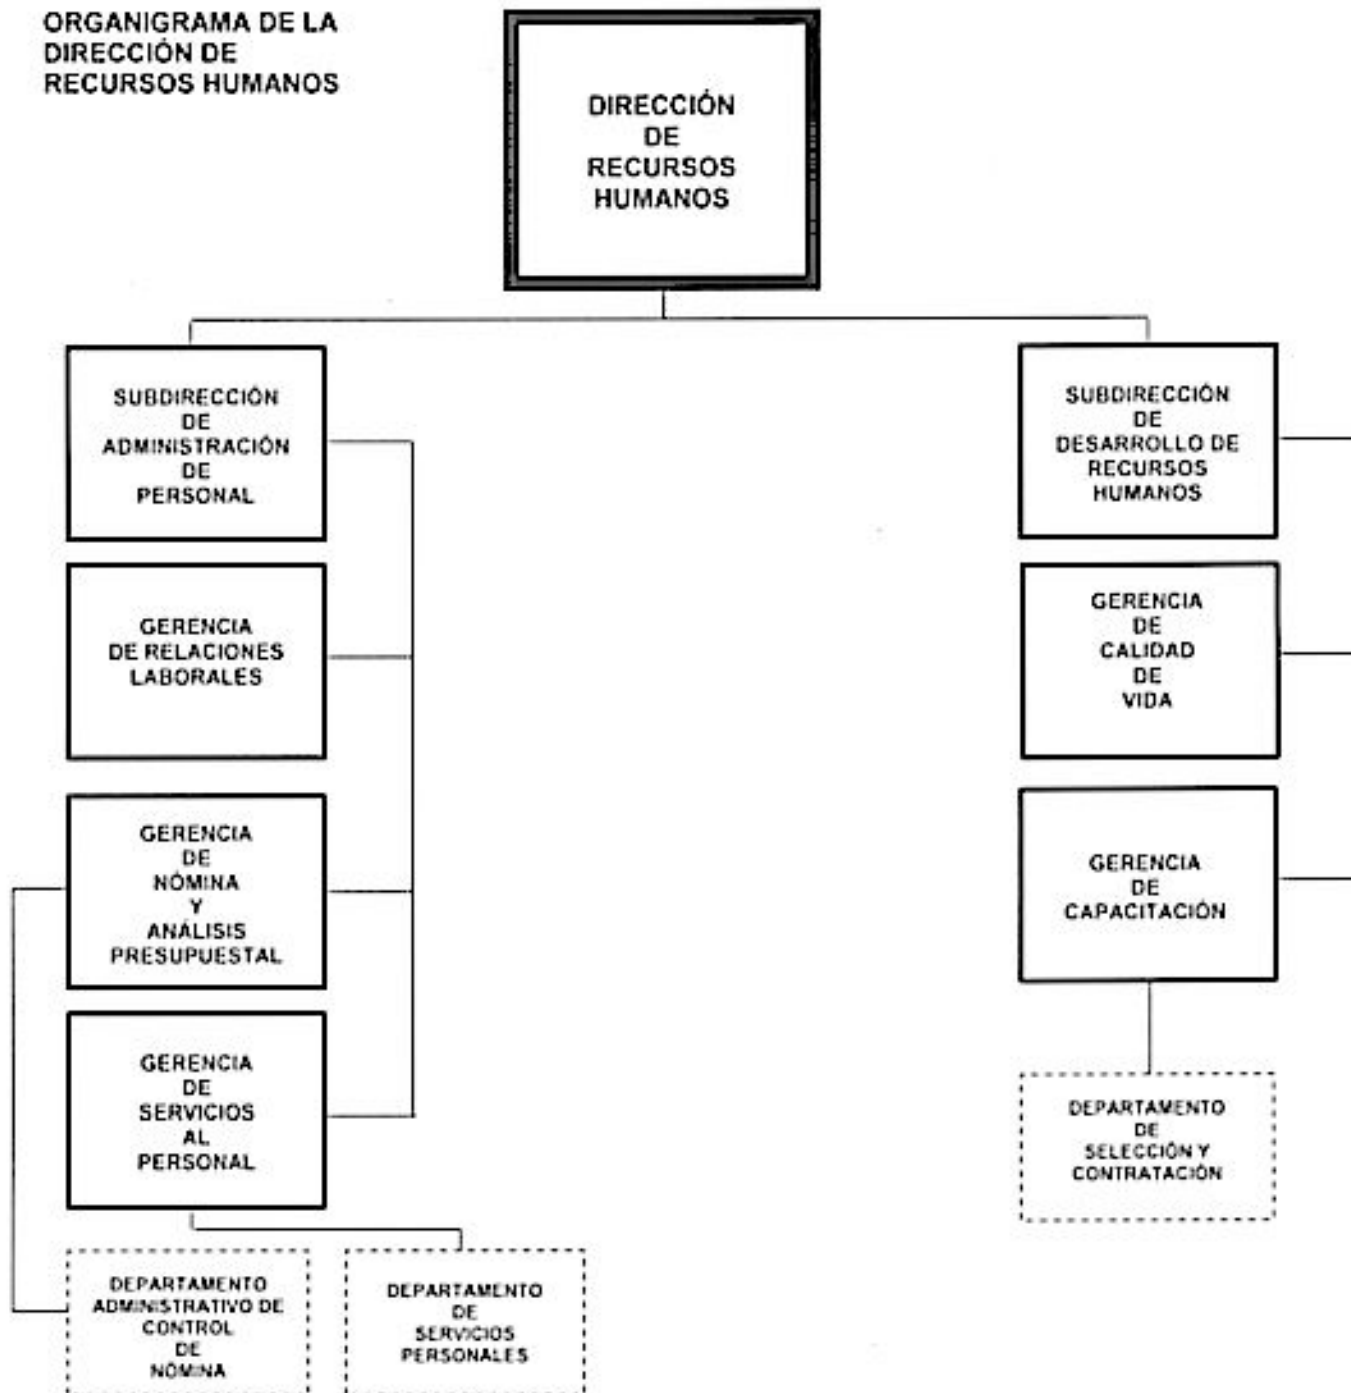 ORGANIGRAMA DE LA
DIRECCIÓN DE
RECURSOS HUMANOS
DIRECCIÓN
DE
RECURSOS
HUMANOS
SUBDIRECCIÓN
DE
ADMINISTRACIÓN
DE
PERSONAL
GERENCIA
DE RELACIONES
LABORALES
GERENCIA
DE
NÓMINA
Y
ANÁLISIS
PRESUPUESTAL
GERENCIA
DE
SERVICIOS
AL
PERSONAL
DEPARTAMENTO
ADMINISTRATIVO DE
CONTROL
DE
NÓMINA
DEPARTAMENTO
DE
SERVICIOS
PERSONALES
SUBDIRECCIÓN
DE
DESARROLLO DE
RECURSOS
HUMANOS
GERENCIA
DE
CALIDAD
DE
VIDA
GERENCIA
DE
CAPACITACIÓN
DEPARTAMENTO
DE
SELECCIÓN Y
CONTRATACIÓN